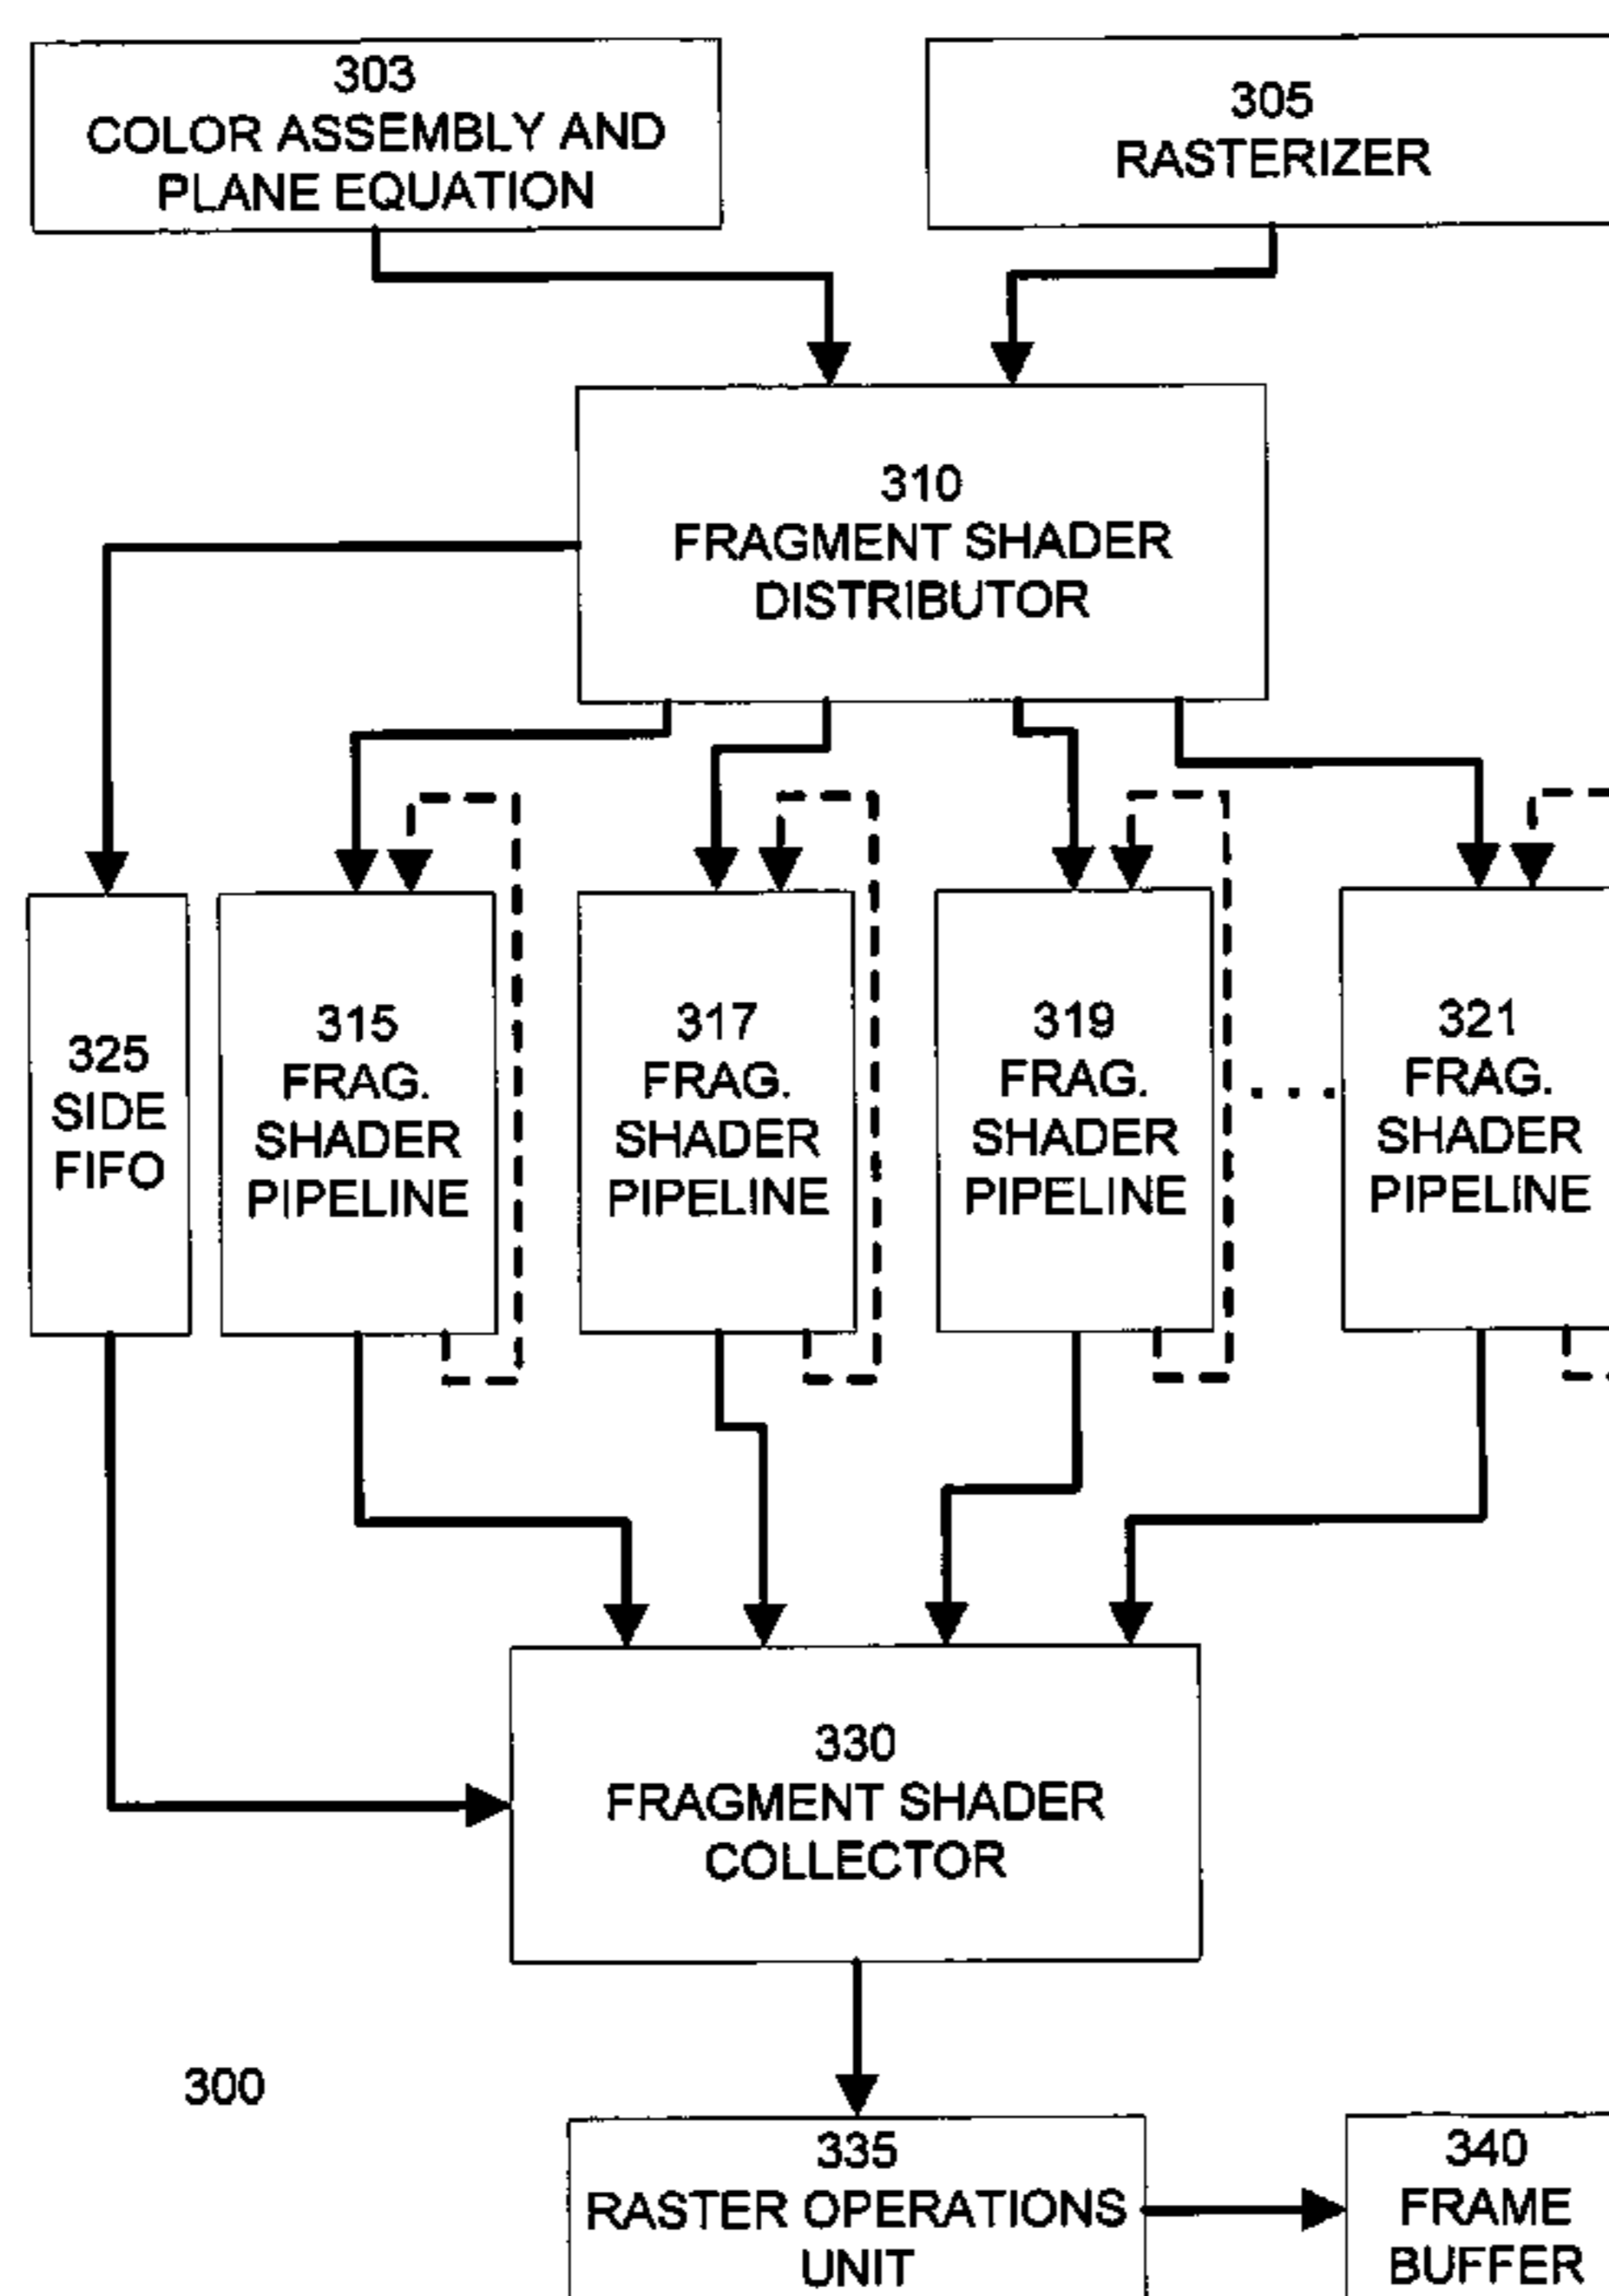 303
COLOR ASSEMBLY AND
PLANE EQUATION
305
RASTERIZER
310
FRAGMENT SHADER
DISTRIBUTOR
325
SIDE
FIFO
315
FRAG.
SHADER
PIPELINE
317
FRAG.
SHADER
PIPELINE
319
FRAG.
SHADER
PIPELINE
. . .
321
FRAG.
SHADER
PIPELINE
330
FRAGMENT SHADER
COLLECTOR
300
335
RASTER OPERATIONS
UNIT
340
FRAME
BUFFER